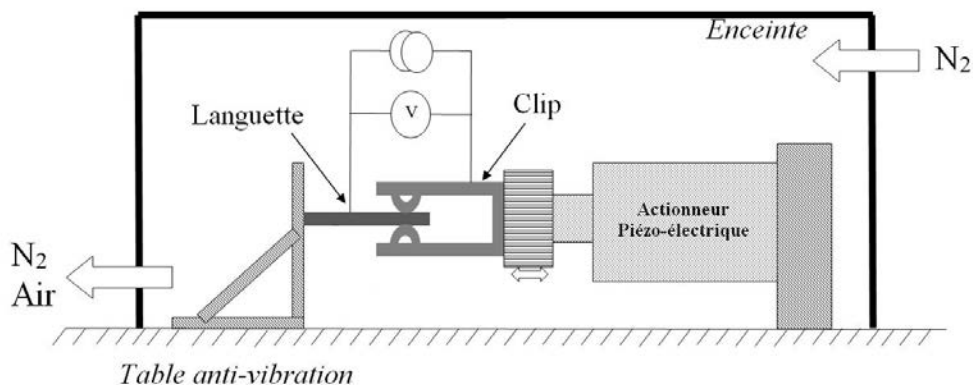 Enceinte
N2
Clip
V
Languette
Actionneur
Piézo-électrique
N2
Air
Table anti-vibration